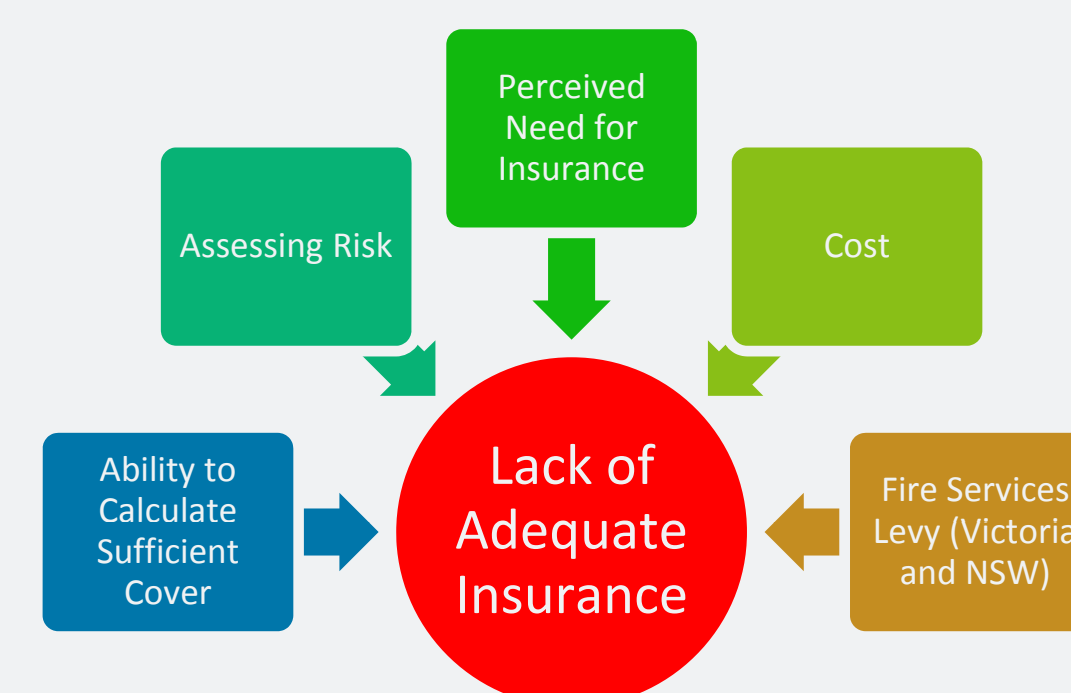 Perceived
Need for
Insurance
Assessing Risk
Cost
Ability to
Calculate
Sufficient
Cover
Lack of
Adequate
Insurance
Fire Services
Levy (Victoria
and NSW)